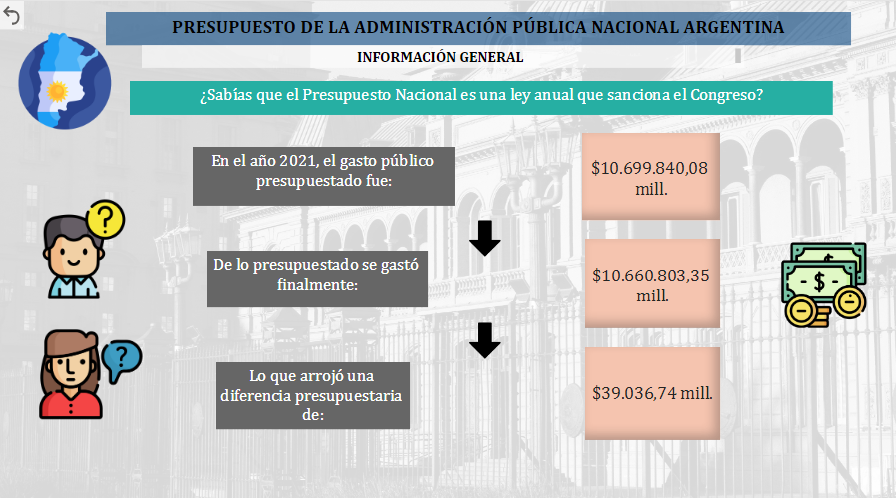 PRESUPUESTO DE LA ADMINISTRACIÓN PÚBLICA NACIONAL ARGENTINA
INFORMACIÓN GENERAL
¿Sabías que el Presupuesto Nacional es una ley anual que sanciona el Congreso?
En el año 2021, el gasto público
presupuestado fue:
$10.699.840,08
mill.
De lo presupuestado se gastó
finalmente:
$10.660.803,35
mill.
Lo que arrojó una
diferencia presupuestaria
de:
$39.036,74 mill.
?
?
$
- $ -